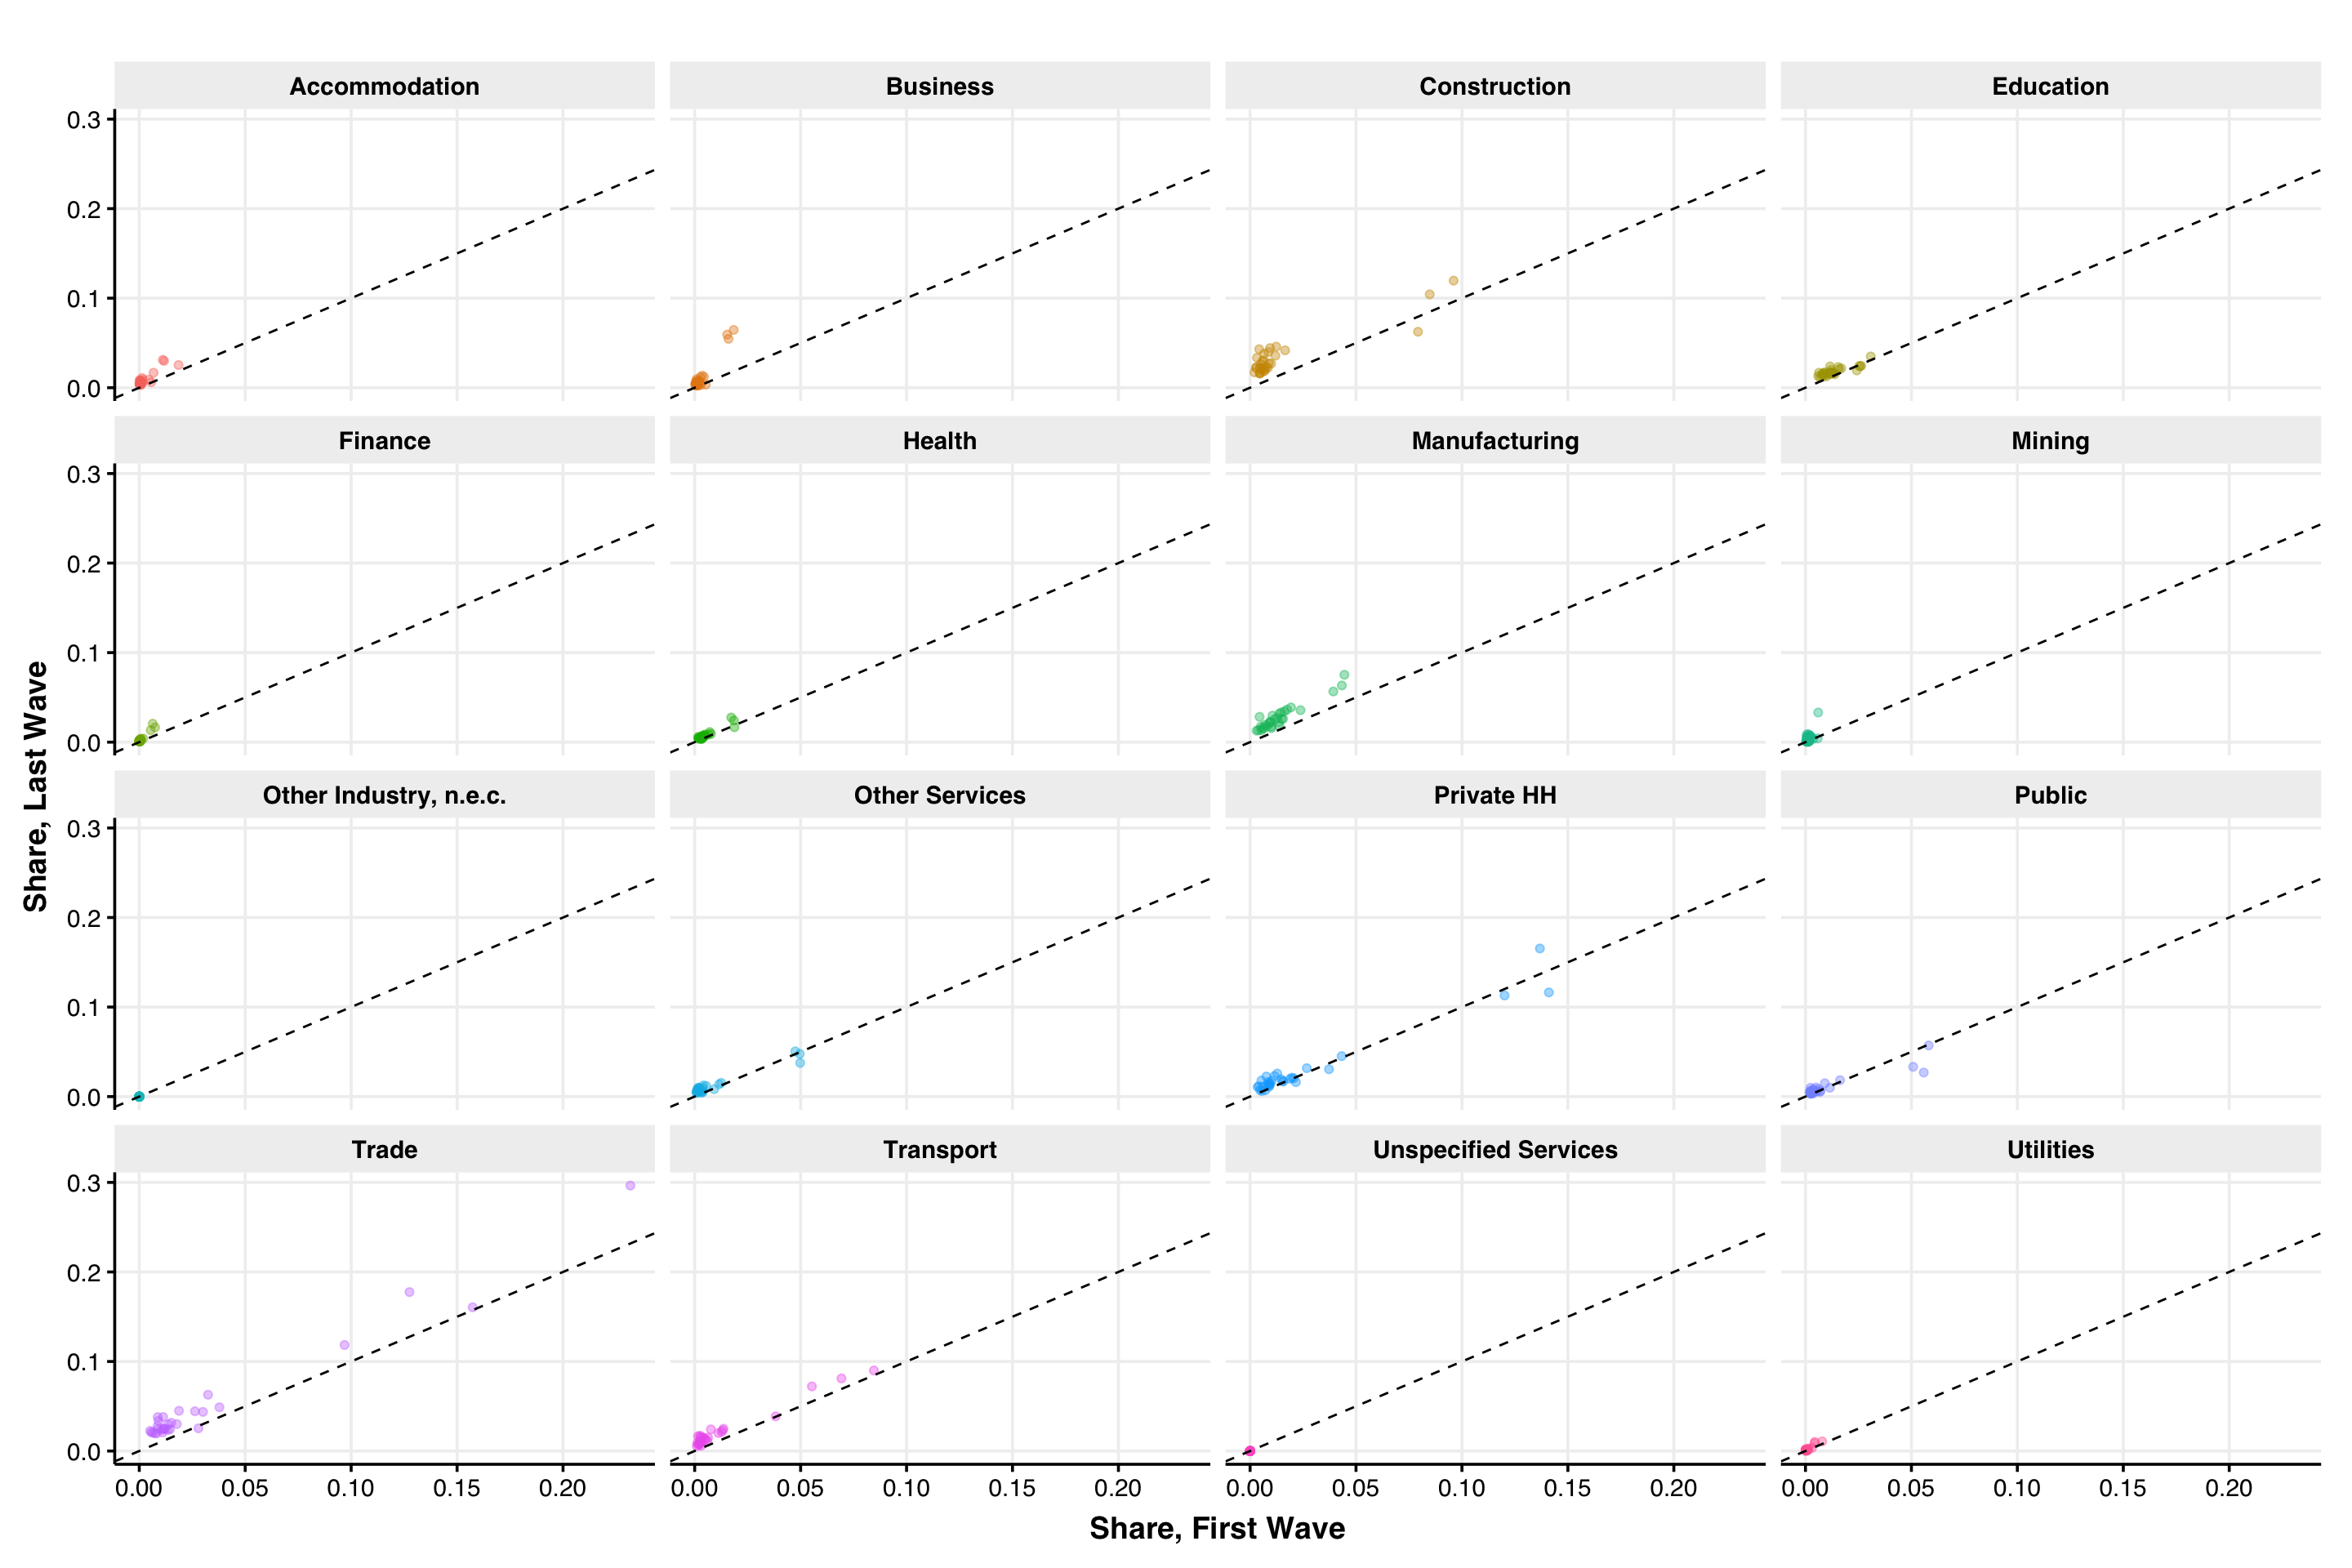 Accommodation Business Construction Education
0.3
0.2
0.1
0.0
Finance Health Manufacturing Mining
0.3
0.2
0.1
0.0
Other Industry, n.e.c. Other Services Private HH Public
0.3
0.2
0.1
0.0
Trade Transport Unspecified Services Utilities
0.3
0.2
0.1
0.0
0.00 0.05 0.10 0.15 0.20 0.00 0.05 0.10 0.15 0.20 0.00 0.05 0.10 0.15 0.20 0.00 0.05 0.10 0.15 0.20
Share, First Wave
Share, Last Wave